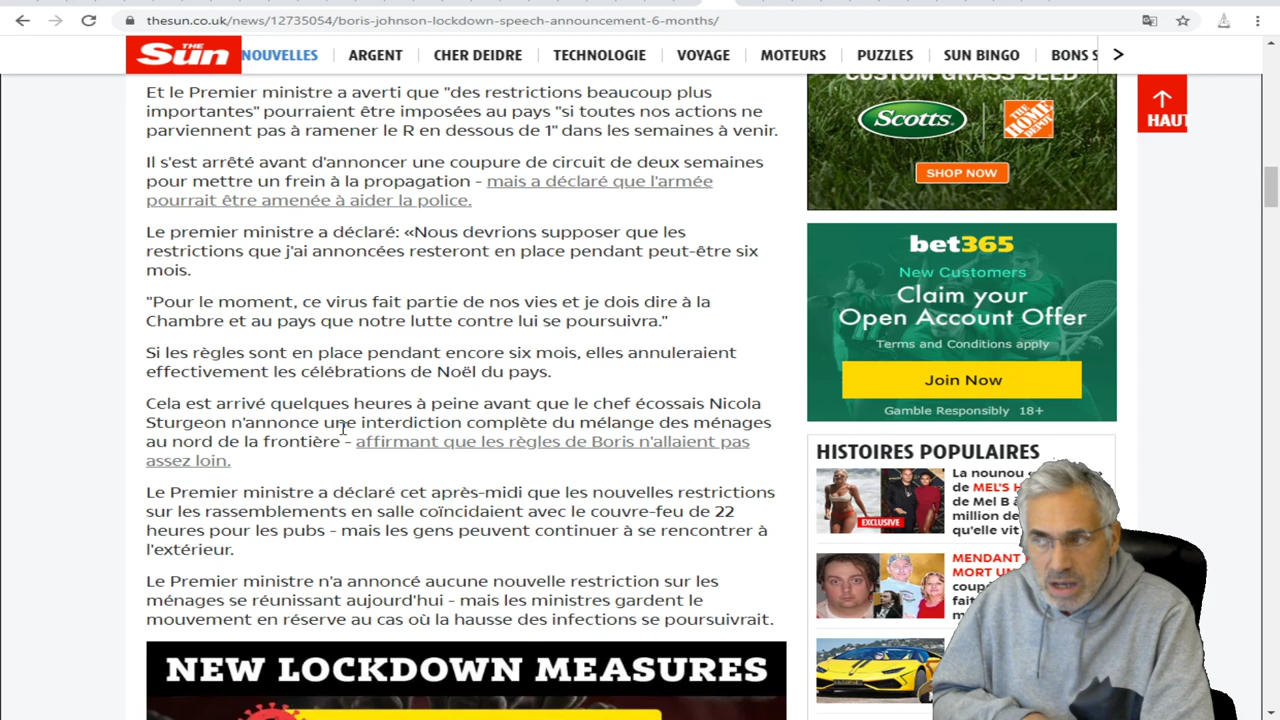 thesun.co.uk/news/12735054/boris-johnson-lockdown-speech-announcement-6-months/
THE Sun
NOUVELLES
ARGENT
CHER DEIDRE
TECHNOLOGIE
VOYAGE
MOTEURS
PUZZLES
SUN BINGO
BONS S
HAUT
Et le Premier ministre a averti que "des restrictions beaucoup plus
importantes" pourraient être imposées au pays "si toutes nos actions ne
parviennent pas à ramener le R en dessous de 1" dans les semaines à venir.
Il s'est arrêté avant d'annoncer une coupure de circuit de deux semaines
pour mettre un frein à la propagation - mais a déclaré que l'armée
pourrait être amenée à aider la police.
Le premier ministre a déclaré: «Nous devrions supposer que les
restrictions que j'ai annoncées resteront en place pendant peut-être six
mois.
"Pour le moment, ce virus fait partie de nos vies et je dois dire à la
Chambre et au pays que notre lutte contre lui se poursuivra."
Si les règles sont en place pendant encore six mois, elles annuleraient
effectivement les célébrations de Noël du pays.
Cela est arrivé quelques heures à peine avant que le chef écossais Nicola
Sturgeon n'annonce une interdiction complète du mélange des ménages
au nord de la frontière - affirmant que les règles de Boris n'allaient pas
assez loin.
Le Premier ministre a déclaré cet après-midi que les nouvelles restrictions
sur les rassemblements en salle coïncidaient avec le couvre-feu de 22
heures pour les pubs - mais les gens peuvent continuer à se rencontrer à
l'extérieur.
Le Premier ministre n'a annoncé aucune nouvelle restriction sur les
ménages se réunissant aujourd'hui - mais les ministres gardent le
mouvement en réserve au cas où la hausse des infections se poursuivrait.
NEW LOCKDOWN MEASURES
CUSTOM GRASS SEED
Scotts
THE HOME DEPOT
SHOP NOW
bet365
New Customers
Claim your
Open Account Offer
Terms and Conditions apply
Join Now
Gamble Responsibly 18+
HISTOIRES POPULAIRES
EXCLUSIVE
La nounou «
de MEL'S
de Mel B
million de
qu'elle vit
MENDANT
MORT
coup
fait